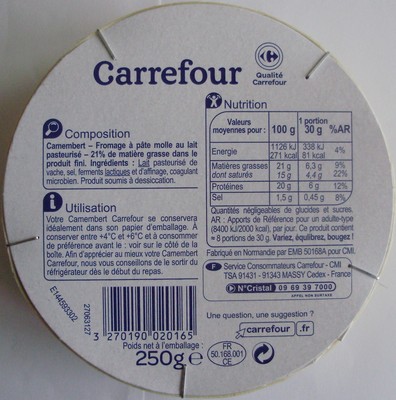 Carrefour
Qualité
Carrefour
Composition
Camembert – Fromage à pâte molle au lait
pasteurisé – 21% de matière grasse dans le
produit fini. Ingrédients : Lait pasteurisé de
vache, sel, ferments lactiques et d'affinage, coagulant
microbien. Produit soumis à dessiccation.
Utilisation
Votre Camembert Carrefour se conservera
idéalement dans son papier d'emballage. A
conserver entre +4°C et +6°C et à consommer
de préférence avant le : voir sur le côté de la
boîte. Afin d'apprécier au mieux votre Camembert
Carrefour, nous vous conseillons de le sortir du
réfrigérateur dès le début du repas.
Nutrition
Valeurs moyennes pour : 100 g 1 portion 30 g %AR
Energie 1126 kJ 271 kcal 338 kJ 81 kcal 4%
Matières grasses 21 g 6,3 g 9%
dont saturés 15 g 4,4 g 22%
Protéines 20 g 6 g 12%
Sel 1,5 g 0,45 g 8%
Quantités négligeables de glucides et sucres.
AR : Apports de Référence pour un adulte-type
(8400 kJ/2000 kcal), par jour. Ce produit contient
≈ 8 portions de 30 g. Variez, équilibrez, bougez !
Fabriqué en Normandie par EMB 50168A pour CMI.
F Service Consommateurs Carrefour - CMI
TSA 91431 - 91343 MASSY Cedex - France
N°Cristal 09 69 39 7000
APPEL NON SURTAXÉ
Une question, une suggestion ?
carrefour .fr
E144593302
27063127
3 270190 020165
Poids net à l'emballage :
250g e
FR
50.168.001
CE